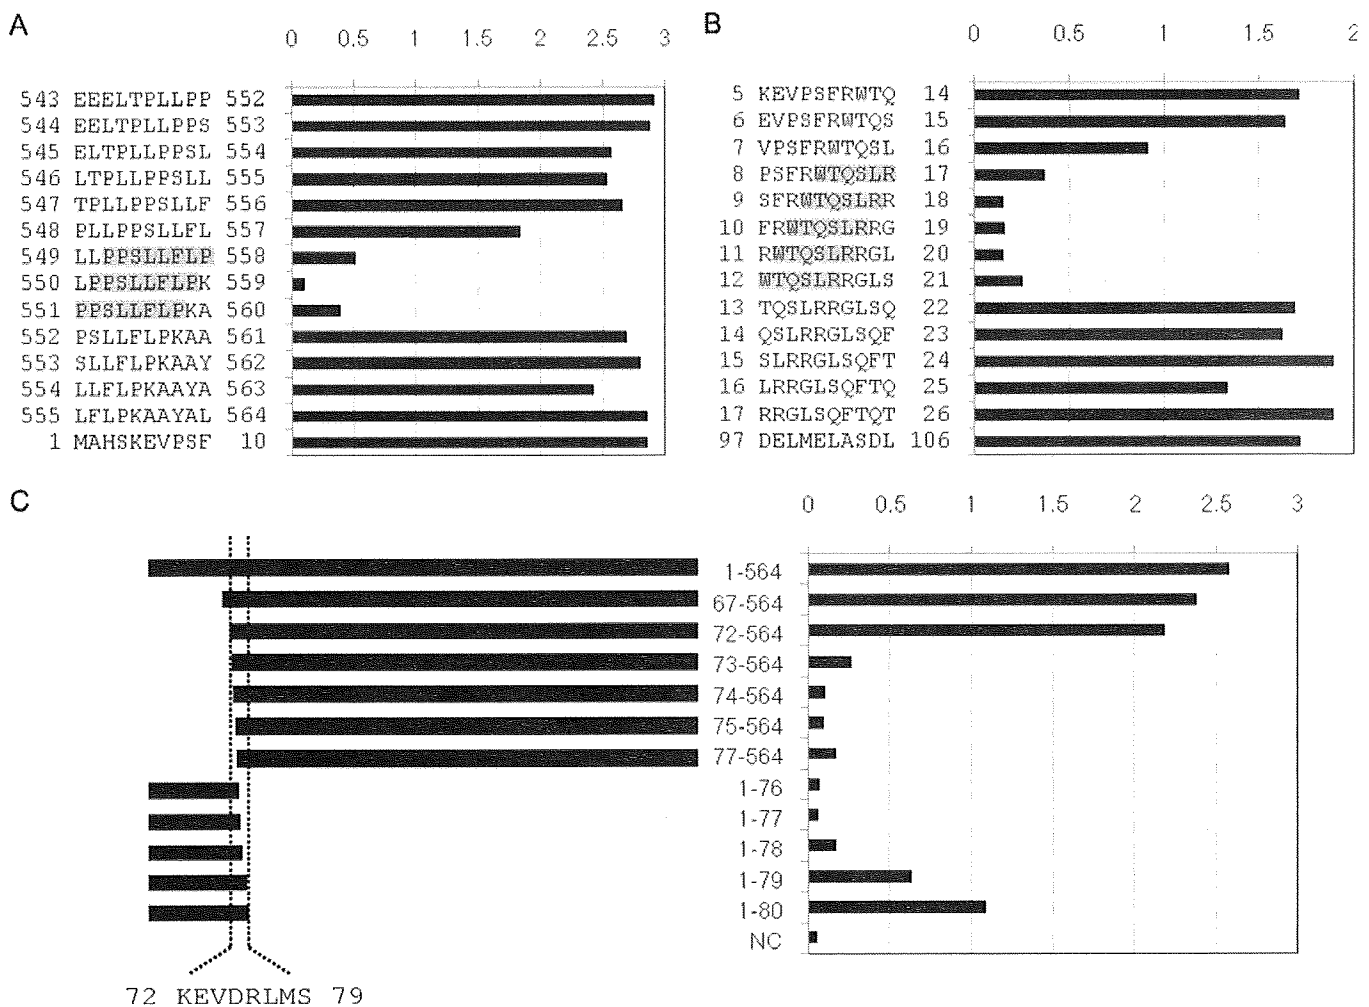 A
0 0.5 1 1.5 2 2.5 3
543 EEELTPLLPP 552
544 EELTPLLPPS 553
545 ELTPLLPPSL 554
546 LTPLLPPSLL 555
547 TPLLPPSLLF 556
548 PLLPPSLLFL 557
549 LLPPSLLFLP 558
550 LPPSLLFLPK 559
551 PPSLLFLPKA 560
552 PSLLFLPKAA 561
553 SLLFLPKAAY 562
554 LLFLPKAAYA 563
555 LFLPKAAYAL 564
1 MAHSKEVPSF 10
B
0 0.5 1 1.5 2
5 KEVPSFRWTQ 14
6 EVPSFRWTQS 15
7 VPSFRWTQSL 16
8 PSFRWTQSLR 17
9 SFRWTQSLRR 18
10 FRWTQSLRRG 19
11 RWTQSLRRGL 20
12 WTQSLRRGLS 21
13 TQSLRRGLSQ 22
14 QSLRRGLSQF 23
15 SLRRGLSQFT 24
16 LRRGLSQFTQ 25
17 RRGLSQFTQT 26
97 DELMELASDL 106
C
0 0.5 1 1.5 2 2.5 3
1-564
67-564
72-564
73-564
74-564
75-564
77-564
1-76
1-77
1-78
1-79
1-80
NC
72 KEVDRLMS 79